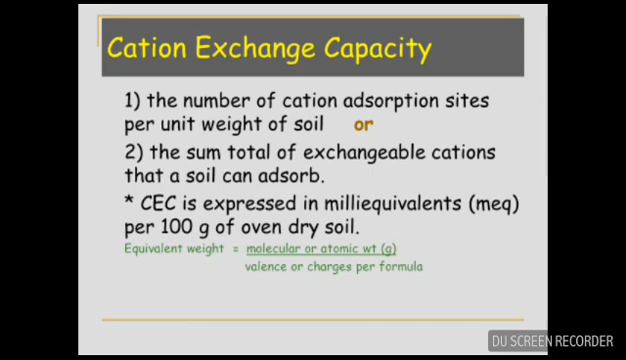 Cation Exchange Capacity
1) the number of cation adsorption sites
per unit weight of soil or
2) the sum total of exchangeable cations
that a soil can adsorb.
* CEC is expressed in milliequivalents (meq)
per 100 g of oven dry soil.
Equivalent weight = molecular or atomic wt (g)
valence or charges per formula
DU SCREEN RECORDER